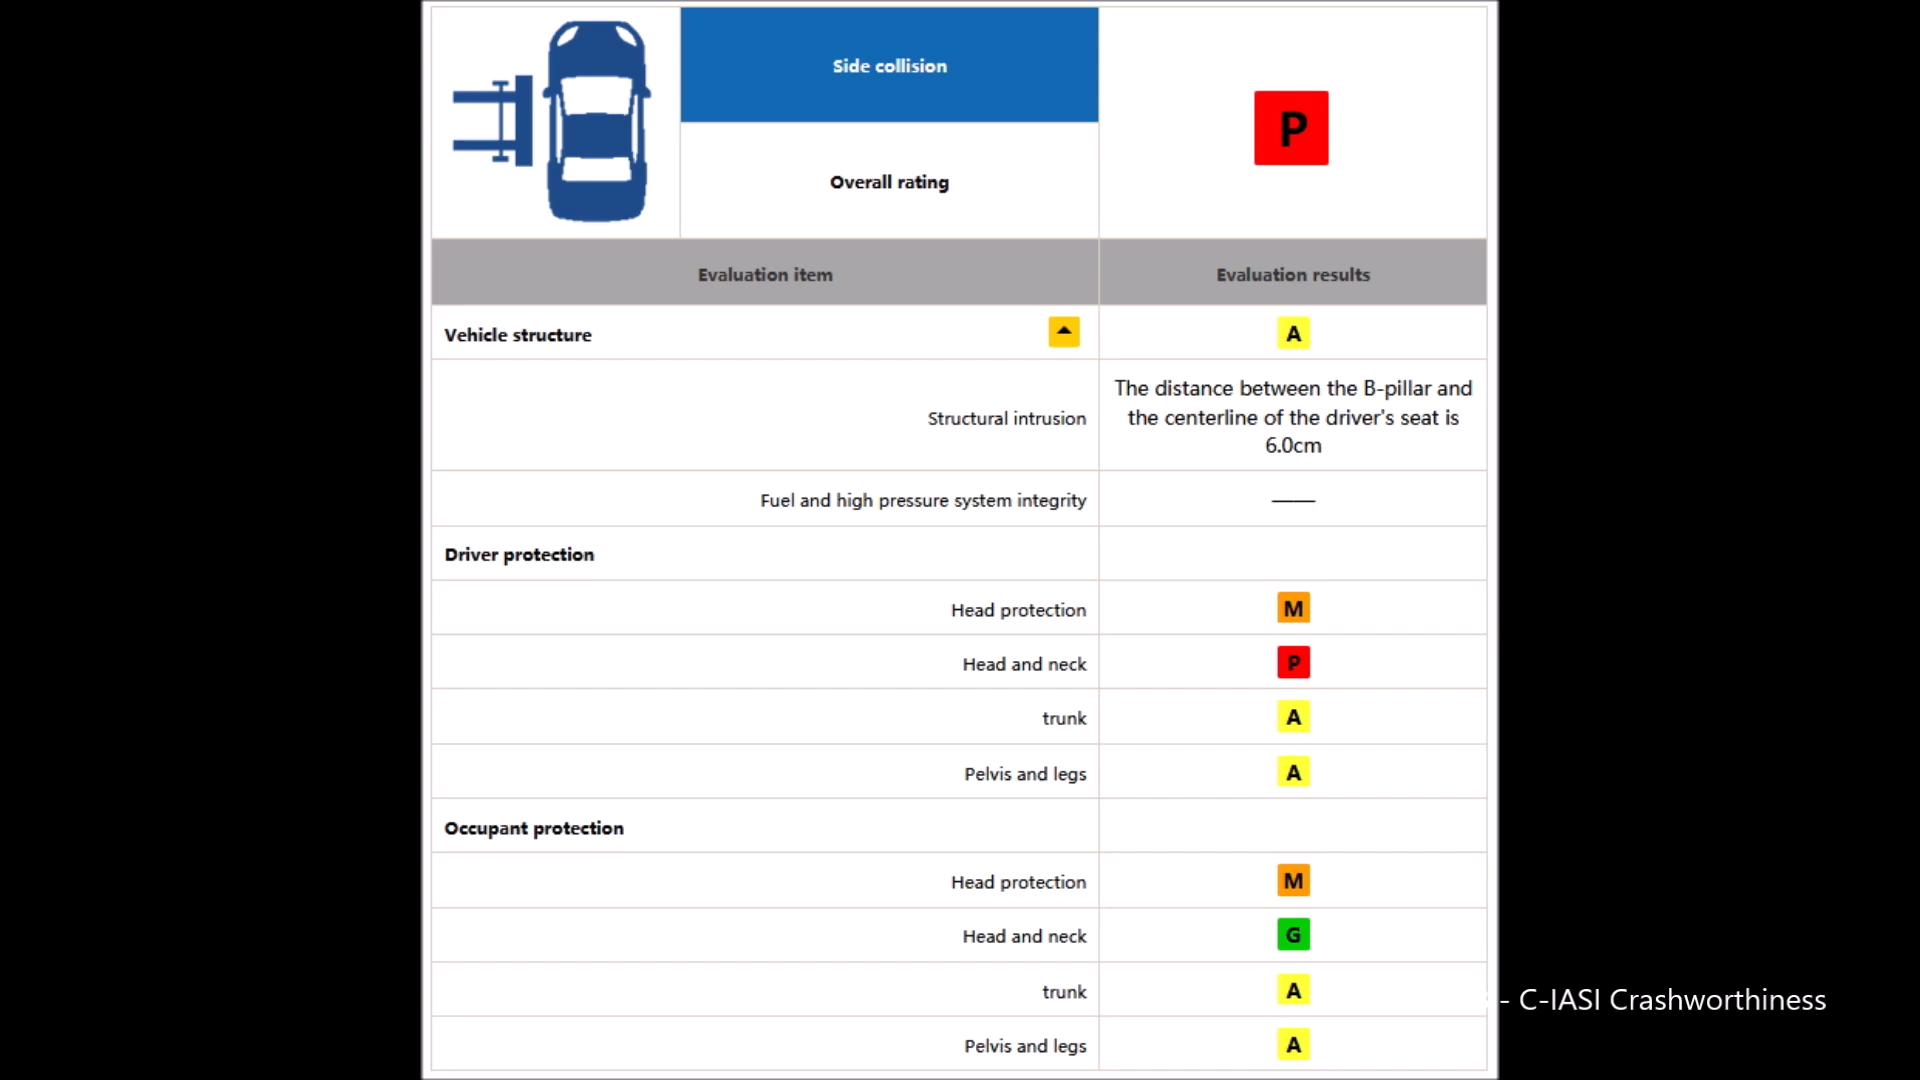 Side collision
P
Overall rating
Evaluation item
Evaluation results
Vehicle structure
A
Structural intrusion
The distance between the B-pillar and
the centerline of the driver's seat is
6.0cm
Fuel and high pressure system integrity
——
Driver protection
Head protection
M
Head and neck
P
trunk
A
Pelvis and legs
A
Occupant protection
Head protection
M
Head and neck
G
trunk
A
- C-IASI Crashworthiness
Pelvis and legs
A